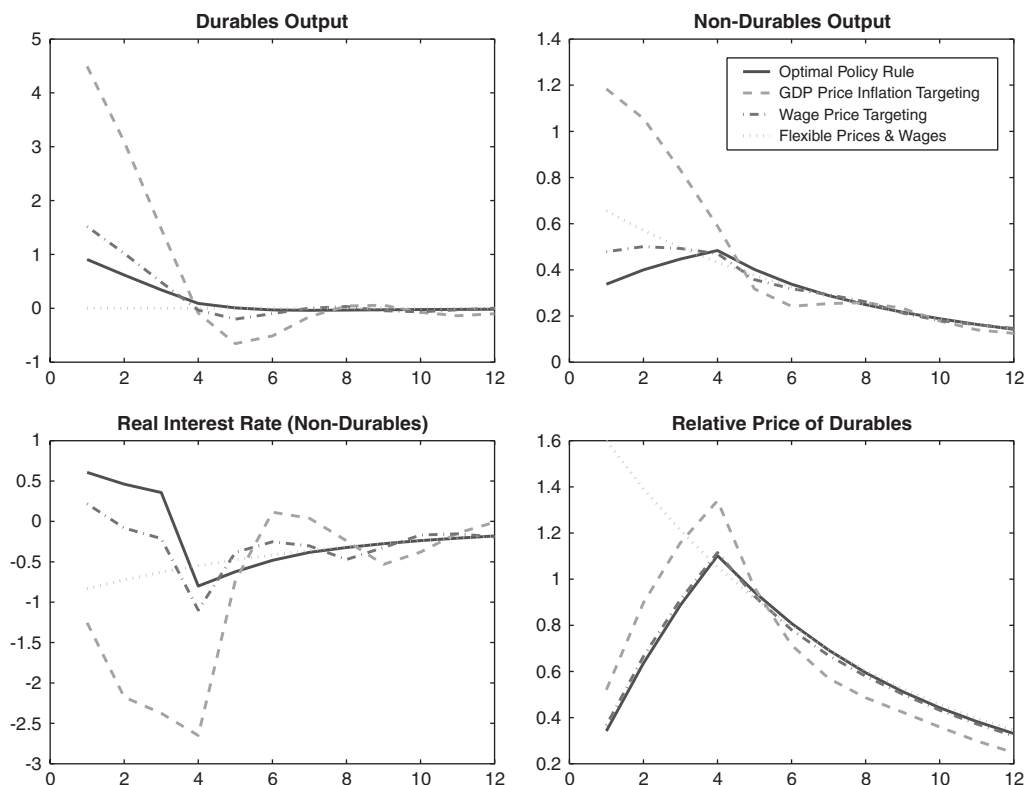 Durables Output
5
4
3
2
1
0
-1
0 2 4 6 8 10 12
Non-Durables Output
1.4
1.2
1
0.8
0.6
0.4
0.2
0
0 2 4 6 8 10 12
Optimal Policy Rule
GDP Price Inflation Targeting
Wage Price Targeting
Flexible Prices & Wages
Real Interest Rate (Non-Durables)
1
0.5
0
-0.5
-1
-1.5
-2
-2.5
-3
0 2 4 6 8 10 12
Relative Price of Durables
1.6
1.4
1.2
1
0.8
0.6
0.4
0.2
0 2 4 6 8 10 12